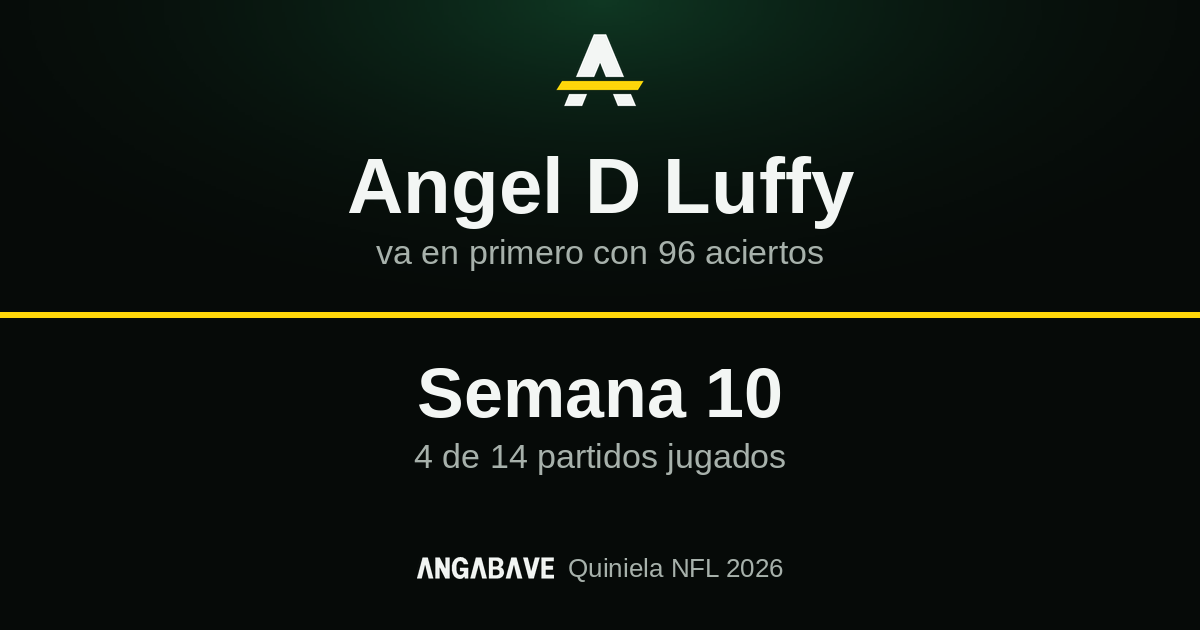 Angel D Luffy
va en primero con 96 aciertos
Semana 10
4 de 14 partidos jugados
ANGABAVE Quiniela NFL 2026